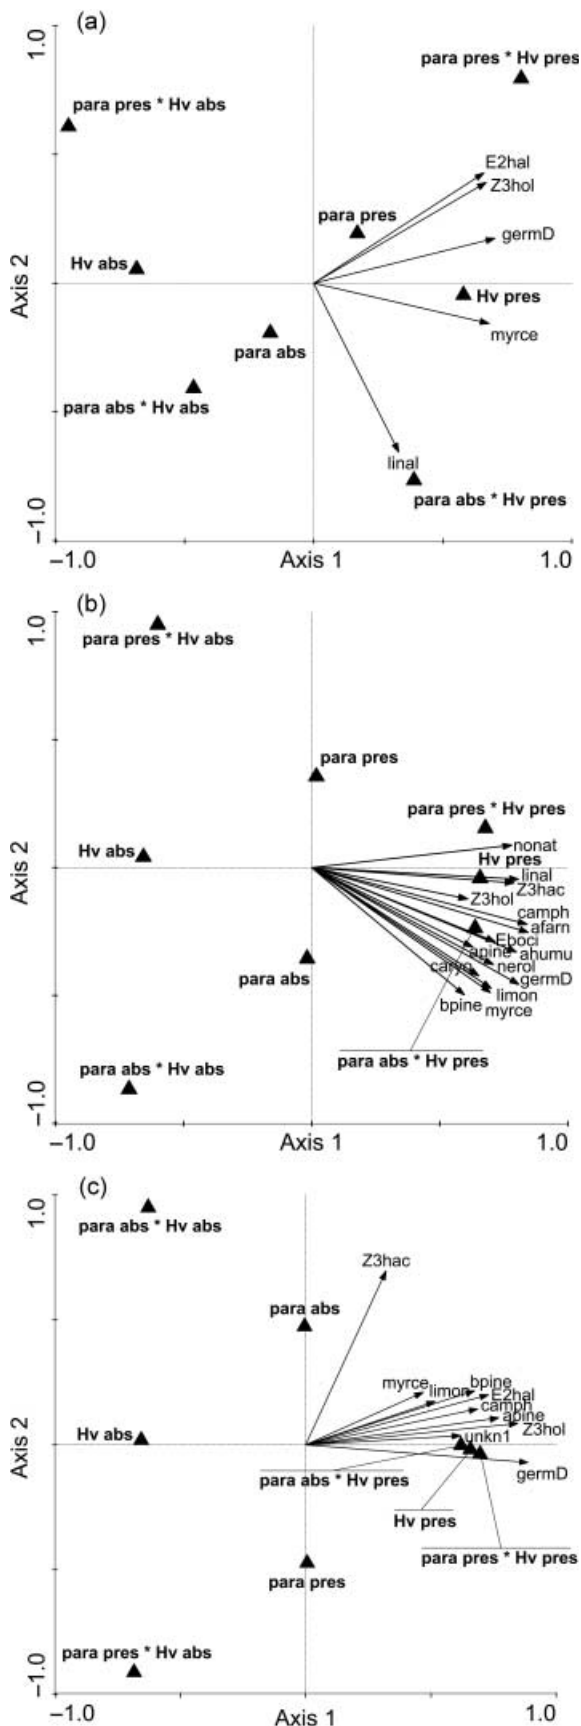 (a)
1.0
para pres * Hv pres
para pres * Hv abs
E2hal
Z3hol
para pres
germD
Hv abs
Axis 2
Hv pres
para abs
myrce
para abs * Hv abs
linal
para abs * Hv pres
−1.0
−1.0
Axis 1
1.0
(b)
1.0
para pres * Hv abs
para pres
para pres * Hv pres
nonat
Hv abs
Hv pres
Axis 2
linal
Z3hac
Z3hol
camph
afarn
Eboci
apine
ahumu
para abs
caryo
nerol
germD
limon
bpine
myrce
para abs * Hv pres
para abs * Hv abs
−1.0
−1.0
Axis 1
1.0
(c)
1.0
para abs * Hv abs
Z3hac
para abs
myrce
bpine
limon
E2hal
camph
apine
Hv abs
unkn1
Z3hol
Axis 2
para abs * Hv pres
germD
Hv pres
para pres * Hv pres
para pres
para pres * Hv abs
−1.0
−1.0
Axis 1
1.0